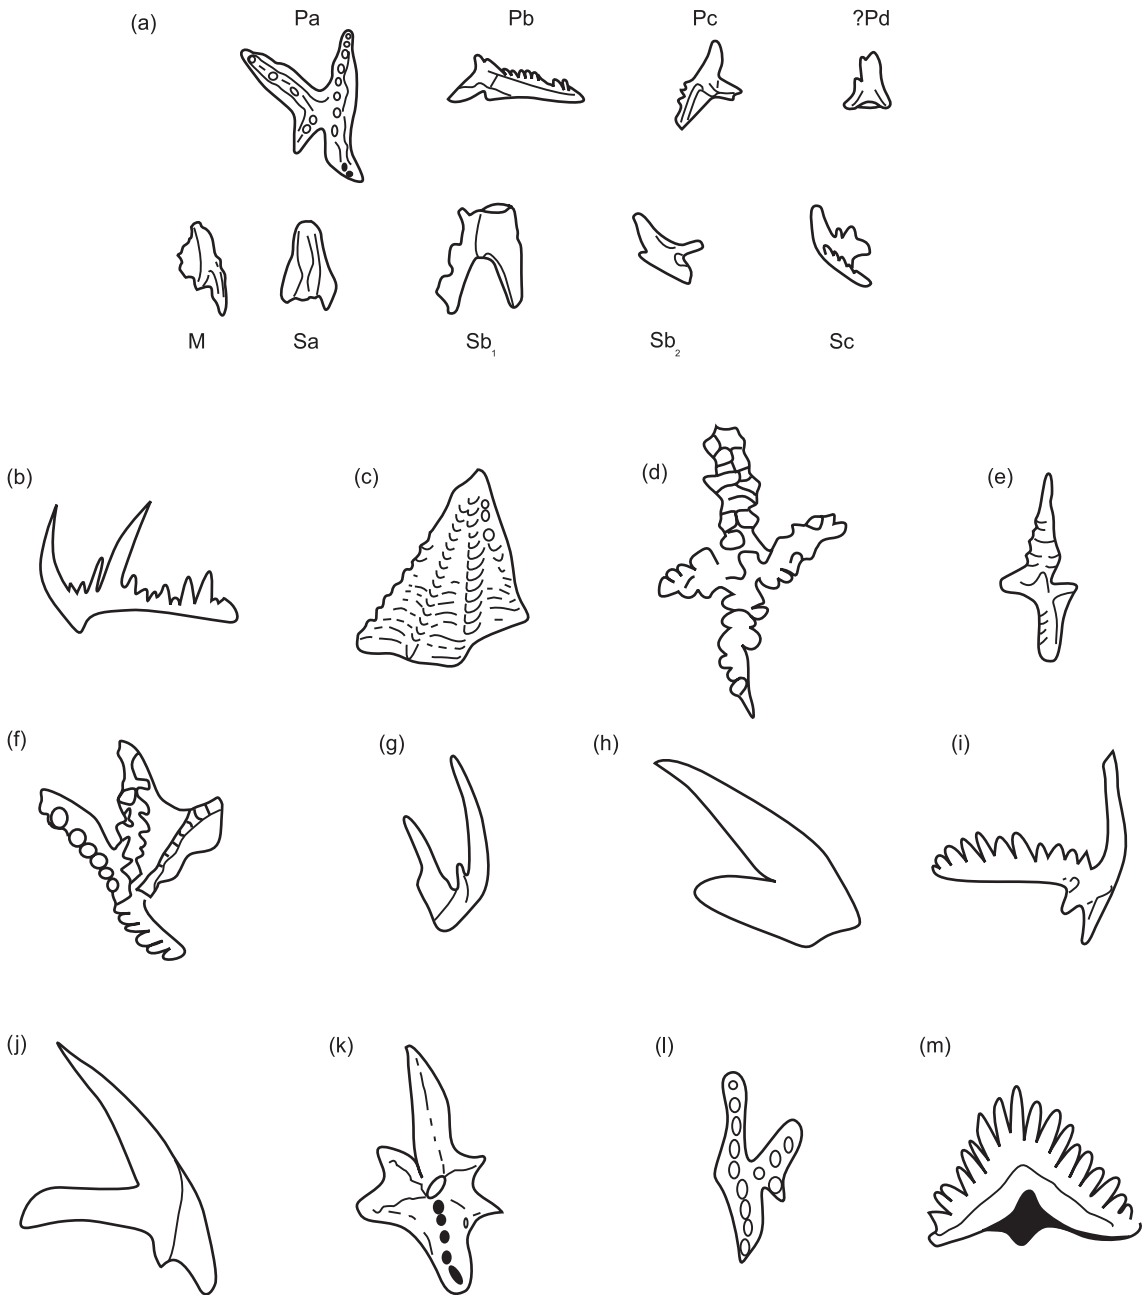 (a) Pa Pb Pc ?Pd
M Sa Sb1 Sb2 Sc
(b) (c) (d) (e)
(f) (g) (h) (i)
(j) (k) (l) (m)